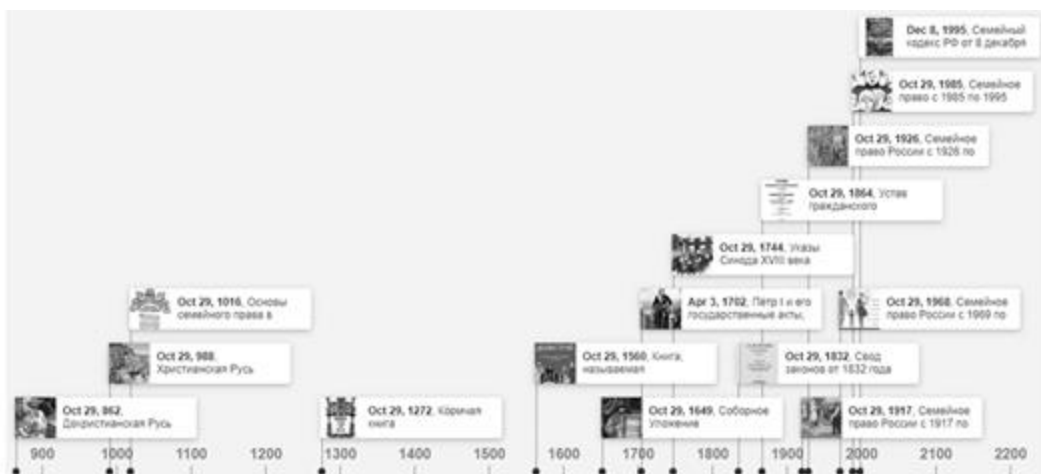 Dec 8, 1995, Семейный
кодекс РФ от 8 декабря
Oct 29, 1985, Семейное
право с 1985 по 1995
Oct 29, 1926, Семейное
право России с 1926 по
Oct 29, 1864, Устав
гражданского
Oct 29, 1744, Указы
Синода XVIII века
Oct 29, 1016, Основы
семейного права в
Apr 3, 1702, Пётр I и его
государственные акты,
Oct 29, 1968, Семейное
право России с 1969 по
Oct 29, 988,
Христианская Русь
Oct 29, 1560, Книга,
называемая
Oct 29, 1832, Свод
законов от 1832 года
Oct 29, 862,
Дохристианская Русь
Oct 29, 1272, Кормчая
книга
Oct 29, 1649, Соборное
Уложение
Oct 29, 1917, Семейное
право России с 1917 по
900 1000 1100 1200 1300 1400 1500 1600 1700 1800 1900 2000 2100 2200